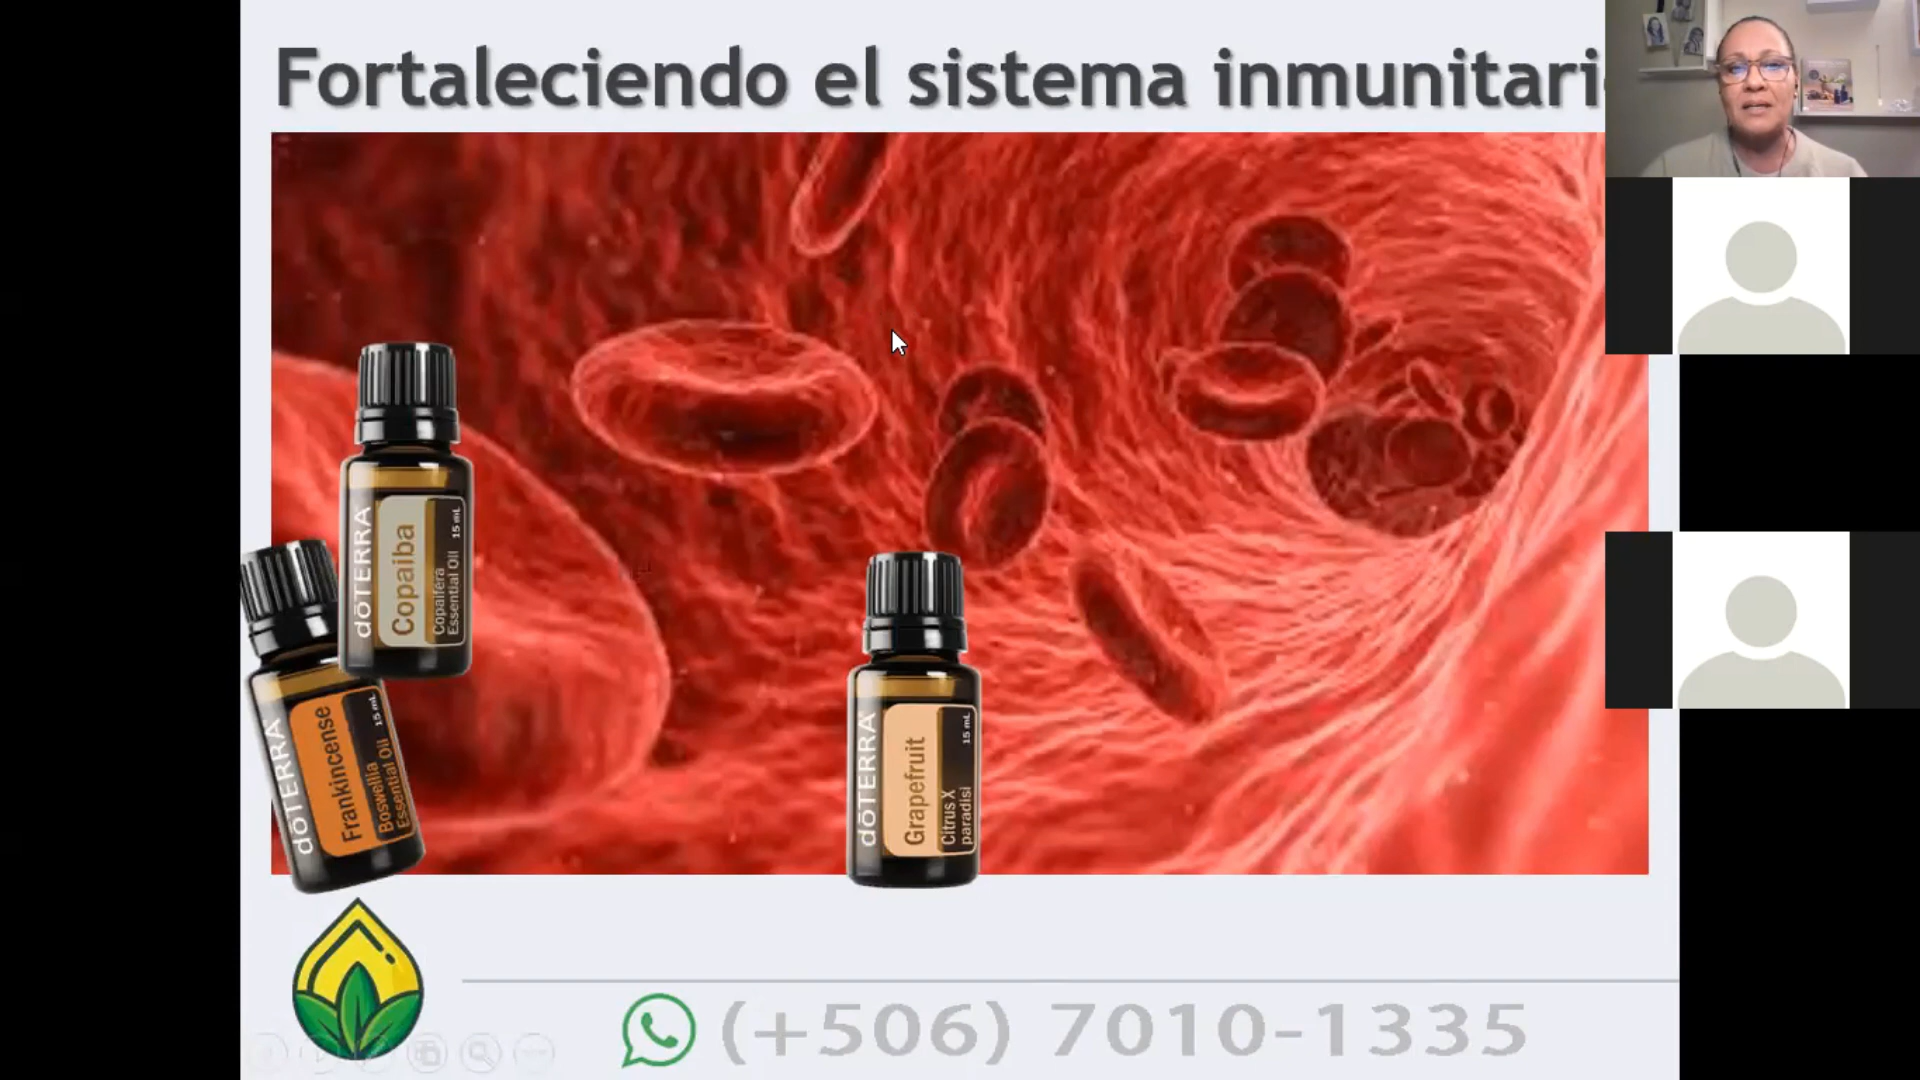 Fortaleciendo el sistema inmunitari
dōTERRA
Copaiba
Copaifera
Essential Oil
15 mL
dōTERRA
Frankincense
Boswellia
Essential Oil
15 mL
dōTERRA
Grapefruit
Citrus X
paradisi
15 mL
(+506) 7010-1335